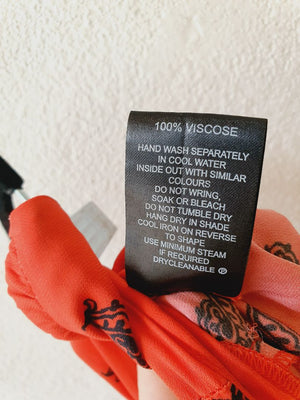 100% VISCOSE
HAND WASH SEPARATELY
IN COOL WATER
INSIDE OUT WITH SIMILAR
COLOURS
DO NOT WRING,
SOAK OR BLEACH
DO NOT TUMBLE DRY
HANG DRY IN SHADE
COOL IRON ON REVERSE
TO SHAPE
USE MINIMUM STEAM
IF REQUIRED
DRYCLEANABLE Ⓟ